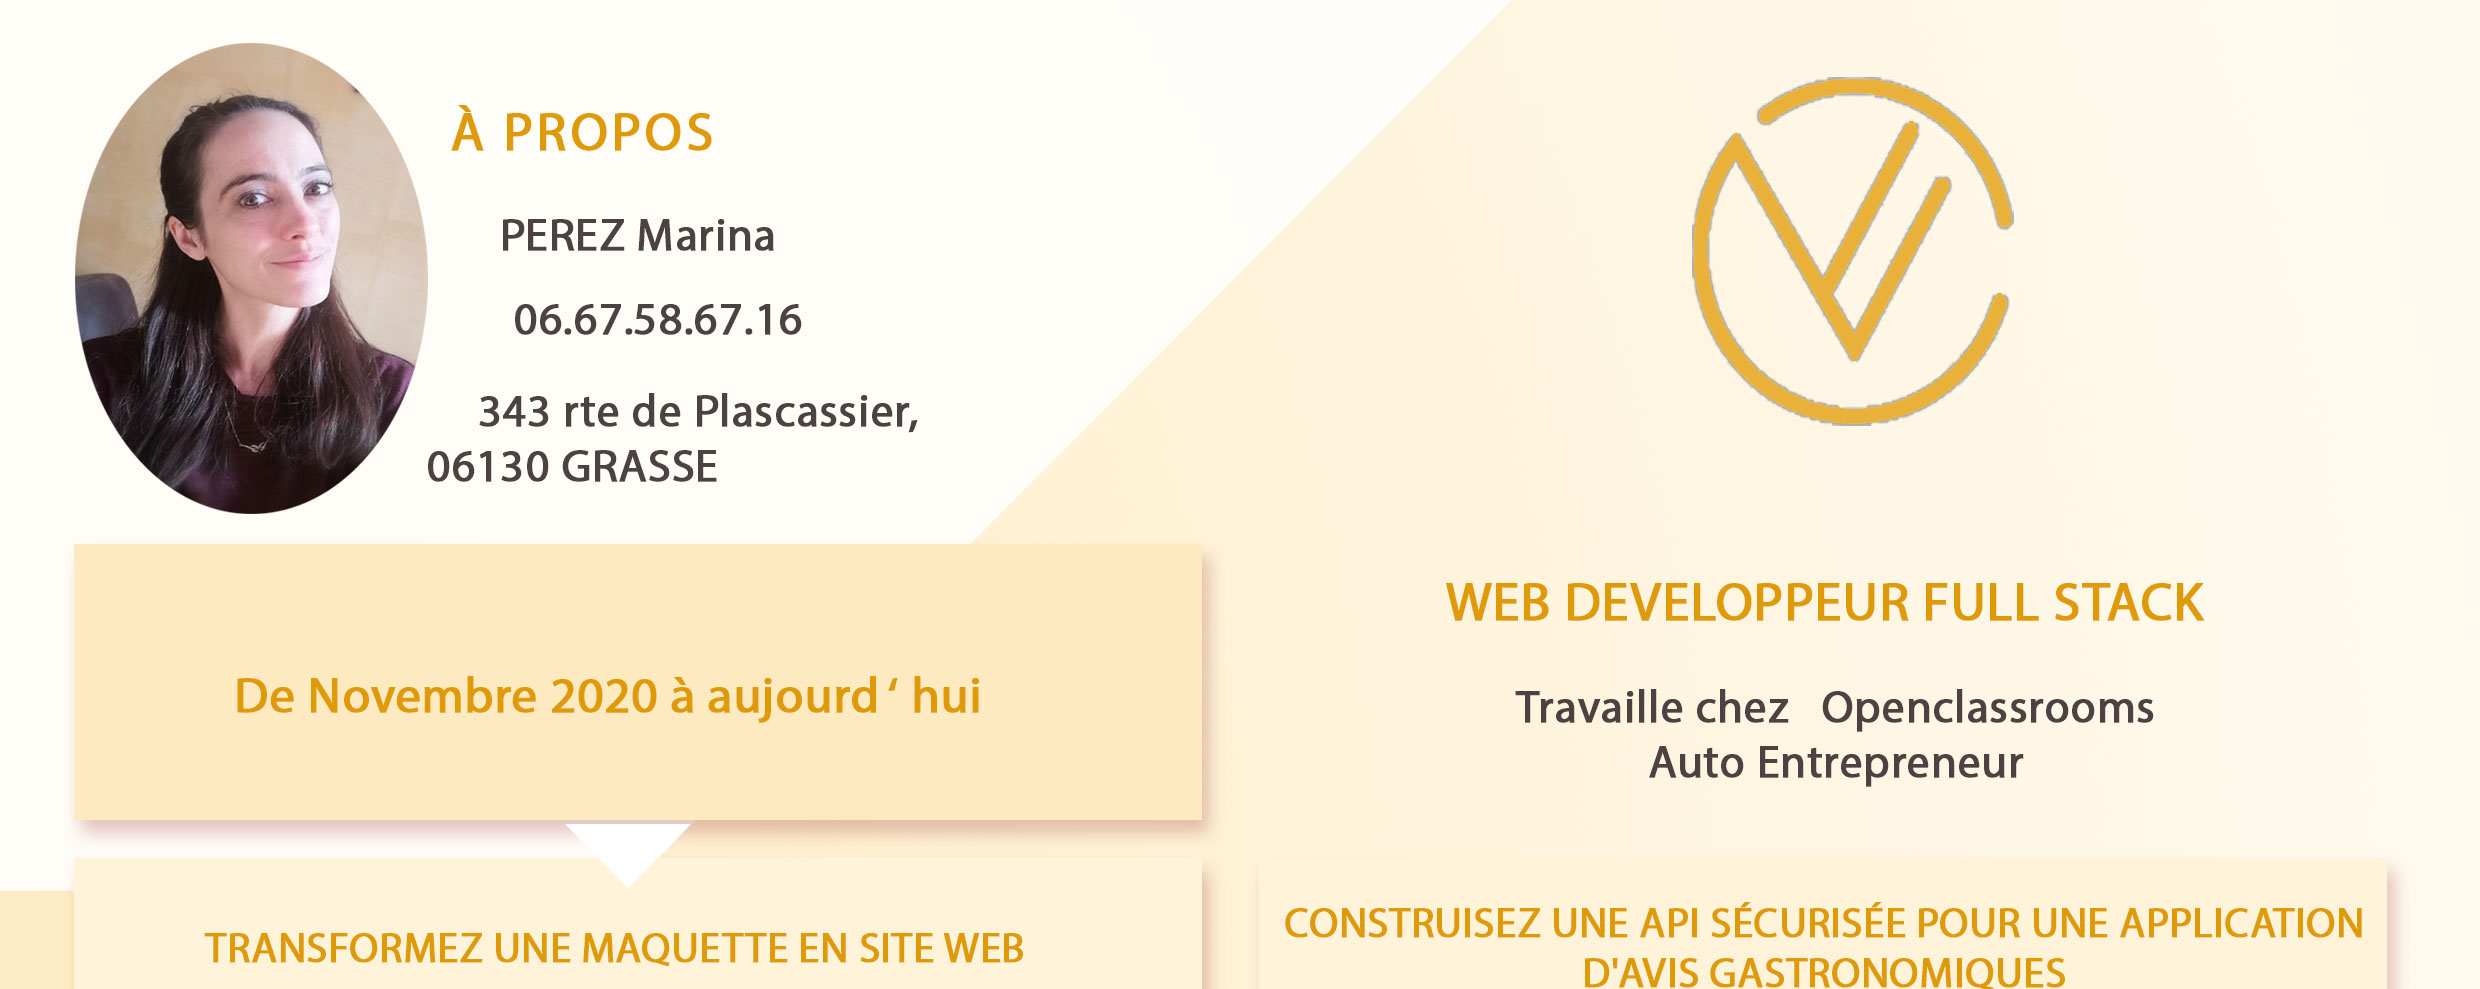 À PROPOS
PEREZ Marina
06.67.58.67.16
343 rte de Plascassier,
06130 GRASSE
De Novembre 2020 à aujourd ‘ hui
WEB DEVELOPPEUR FULL STACK
Travaille chez Openclassrooms
Auto Entrepreneur
TRANSFORMEZ UNE MAQUETTE EN SITE WEB
CONSTRUISEZ UNE API SÉCURISÉE POUR UNE APPLICATION
D'AVIS GASTRONOMIQUES